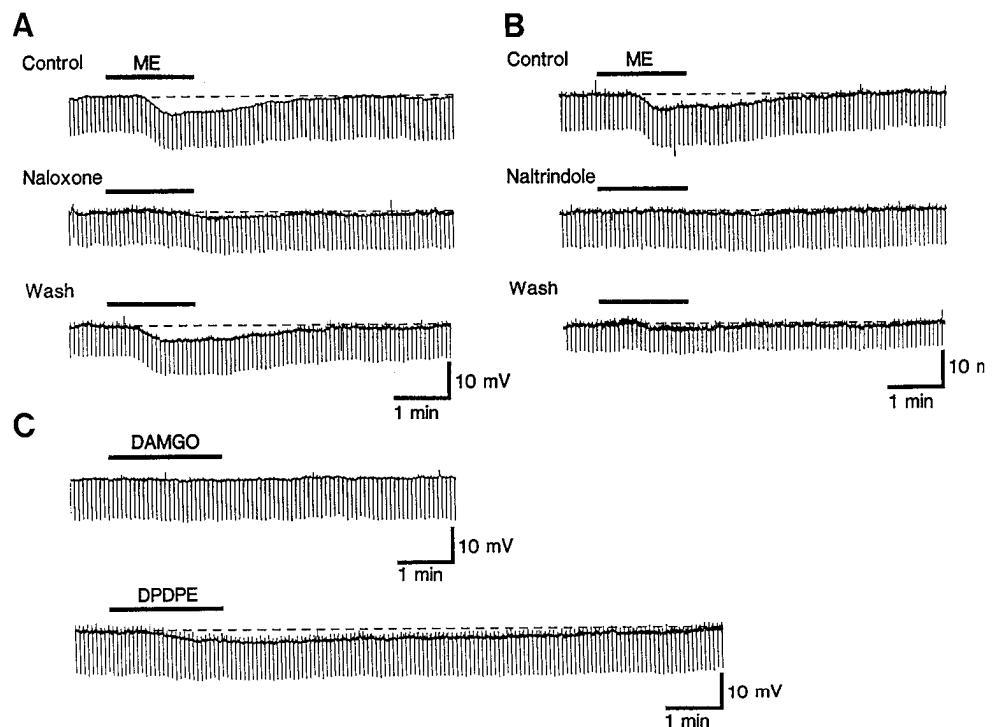 A
Control
ME
Naloxone
Wash
10 mV
1 min
B
Control
ME
Naltrindole
Wash
10 n
1 min
C
DAMGO
10 mV
1 min
DPDPE
10 mV
1 min